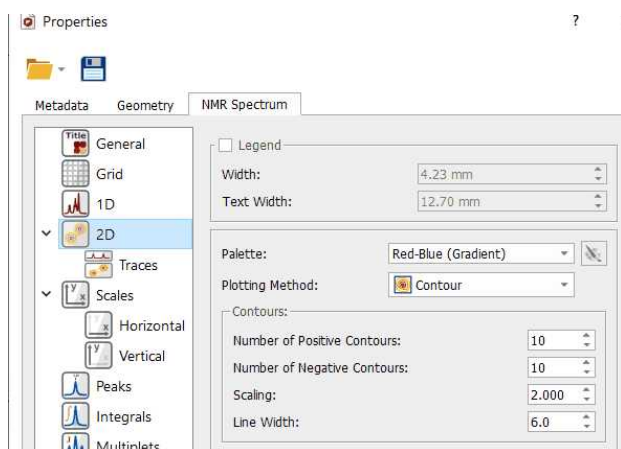 Properties ?
Metadata Geometry NMR Spectrum
Title
General
Grid
1D
2D
Traces
Scales
Horizontal
Vertical
Peaks
Integrals
Multiplets
Legend
Width: 4.23 mm
Text Width: 12.70 mm
Palette: Red-Blue (Gradient)
Plotting Method: Contour
Contours:
Number of Positive Contours: 10
Number of Negative Contours: 10
Scaling: 2.000
Line Width: 6.0